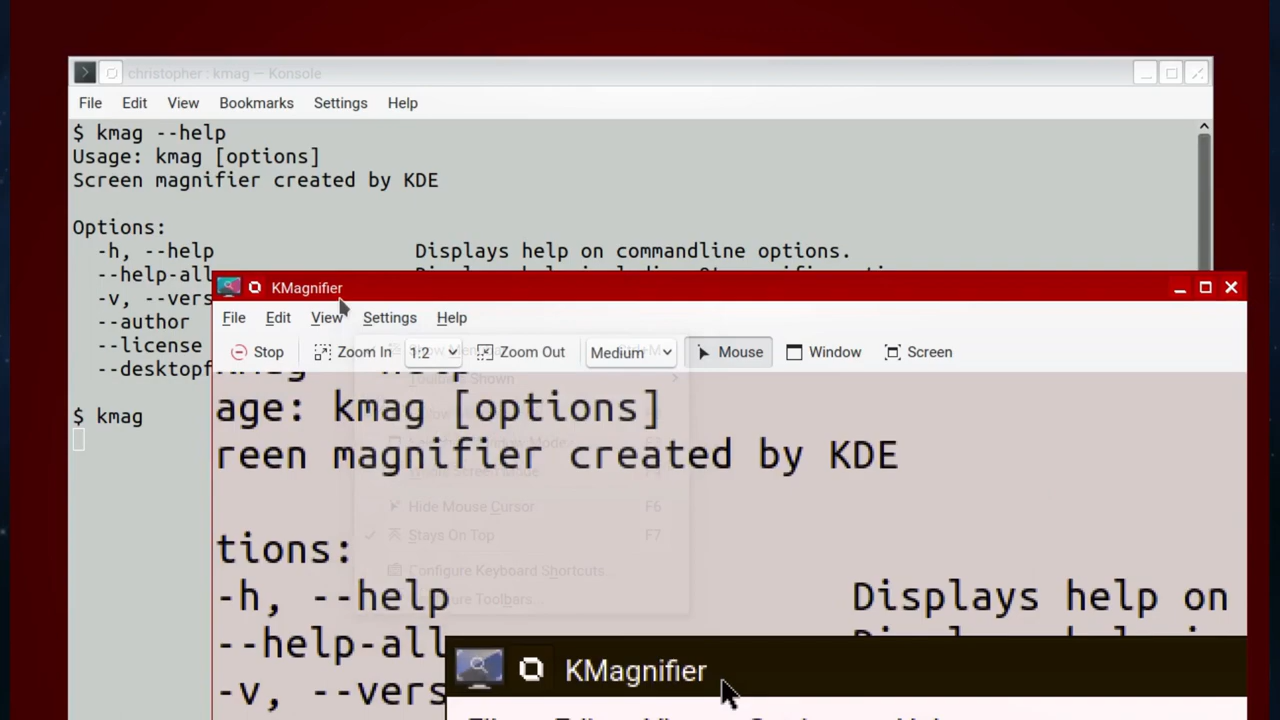 christopher : kmag — Konsole
File Edit View Bookmarks Settings Help
$ kmag --help
Usage: kmag [options]
Screen magnifier created by KDE
Options:
-h, --help Displays help on commandline options.
--help-all
-v, --vers
--author
--license
--desktopf
$ kmag
KMagnifier
File Edit View Settings Help
Stop Zoom In 1:2 Zoom Out Medium Mouse Window Screen
Toolbars Shown
age: kmag [options]
reen magnifier created by KDE
Hide Mouse Cursor F6
Stays On Top F7
tions:
Configure Keyboard Shortcuts...
-h, --help Displays help on
--help-all
-v, --vers
KMagnifier